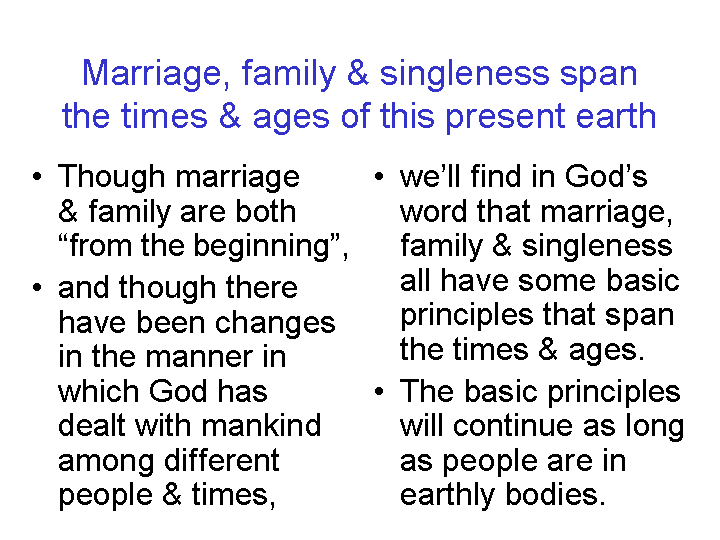 Marriage, family & singleness span
the times & ages of this present earth
• Though marriage
& family are both
“from the beginning”,
• and though there
have been changes
in the manner in
which God has
dealt with mankind
among different
people & times,
• we’ll find in God’s
word that marriage,
family & singleness
all have some basic
principles that span
the times & ages.
• The basic principles
will continue as long
as people are in
earthly bodies.